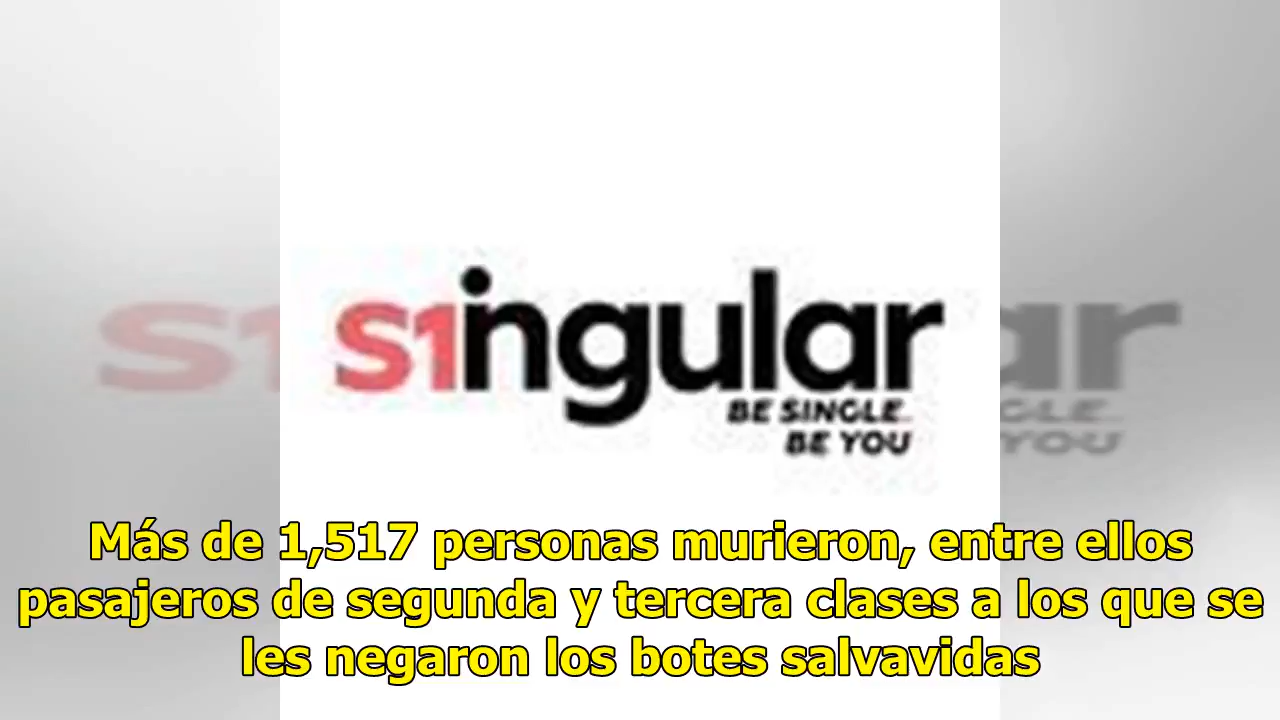 S1ingular
BE SINGLE.
BE YOU
Más de 1,517 personas murieron, entre ellos
pasajeros de segunda y tercera clases a los que se
les negaron los botes salvavidas